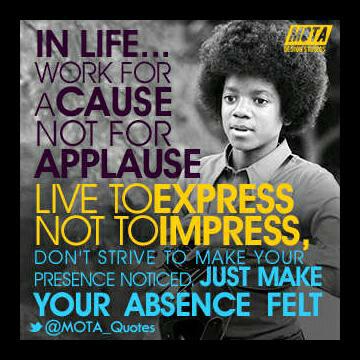 IN LIFE...
WORK FOR
A CAUSE
NOT FOR
APPLAUSE
LIVE TO EXPRESS
NOT TO IMPRESS,
DON'T STRIVE TO MAKE YOUR
PRESENCE NOTICED, JUST MAKE
YOUR ABSENCE FELT
@MOTA_Quotes
MOTA